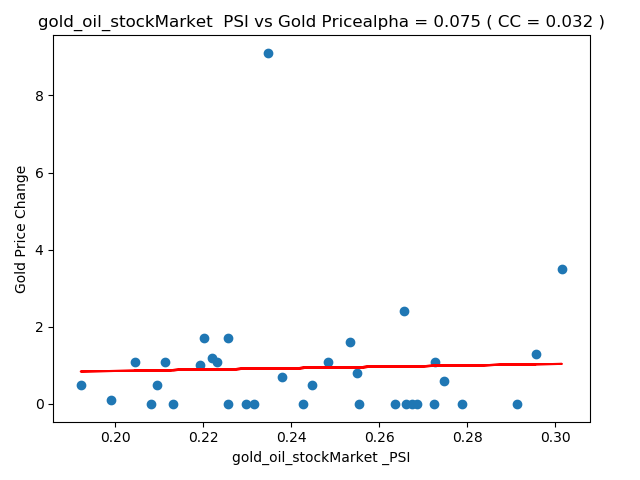 gold_oil_stockMarket  PSI vs Gold Pricealpha = 0.075 ( CC = 0.032 )
8
6
4
2
0
Gold Price Change
0.20 0.22 0.24 0.26 0.28 0.30
gold_oil_stockMarket _PSI